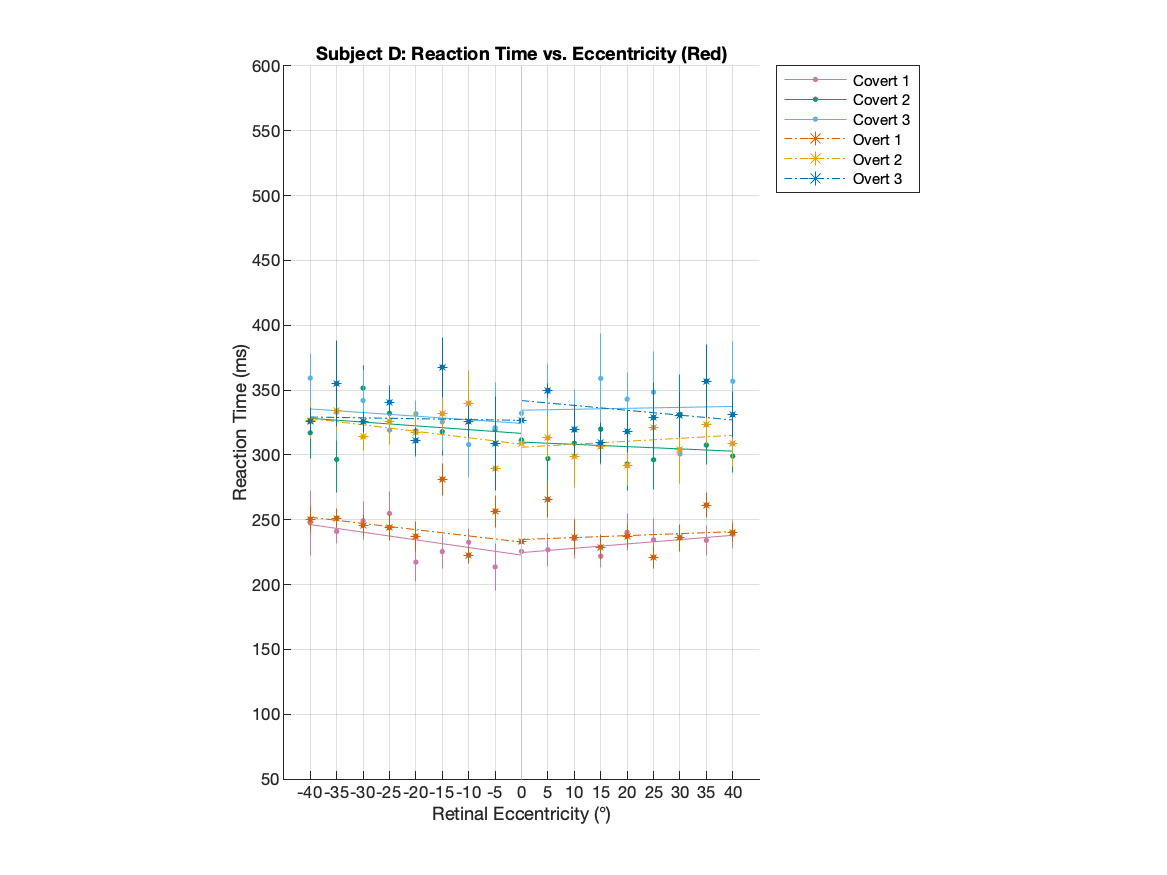 Subject D: Reaction Time vs. Eccentricity (Red)
600
550
500
450
400
350
300
250
200
150
100
50
Reaction Time (ms)
-40 -35 -30 -25 -20 -15 -10 -5 0 5 10 15 20 25 30 35 40
Retinal Eccentricity (°)
Covert 1
Covert 2
Covert 3
Overt 1
Overt 2
Overt 3